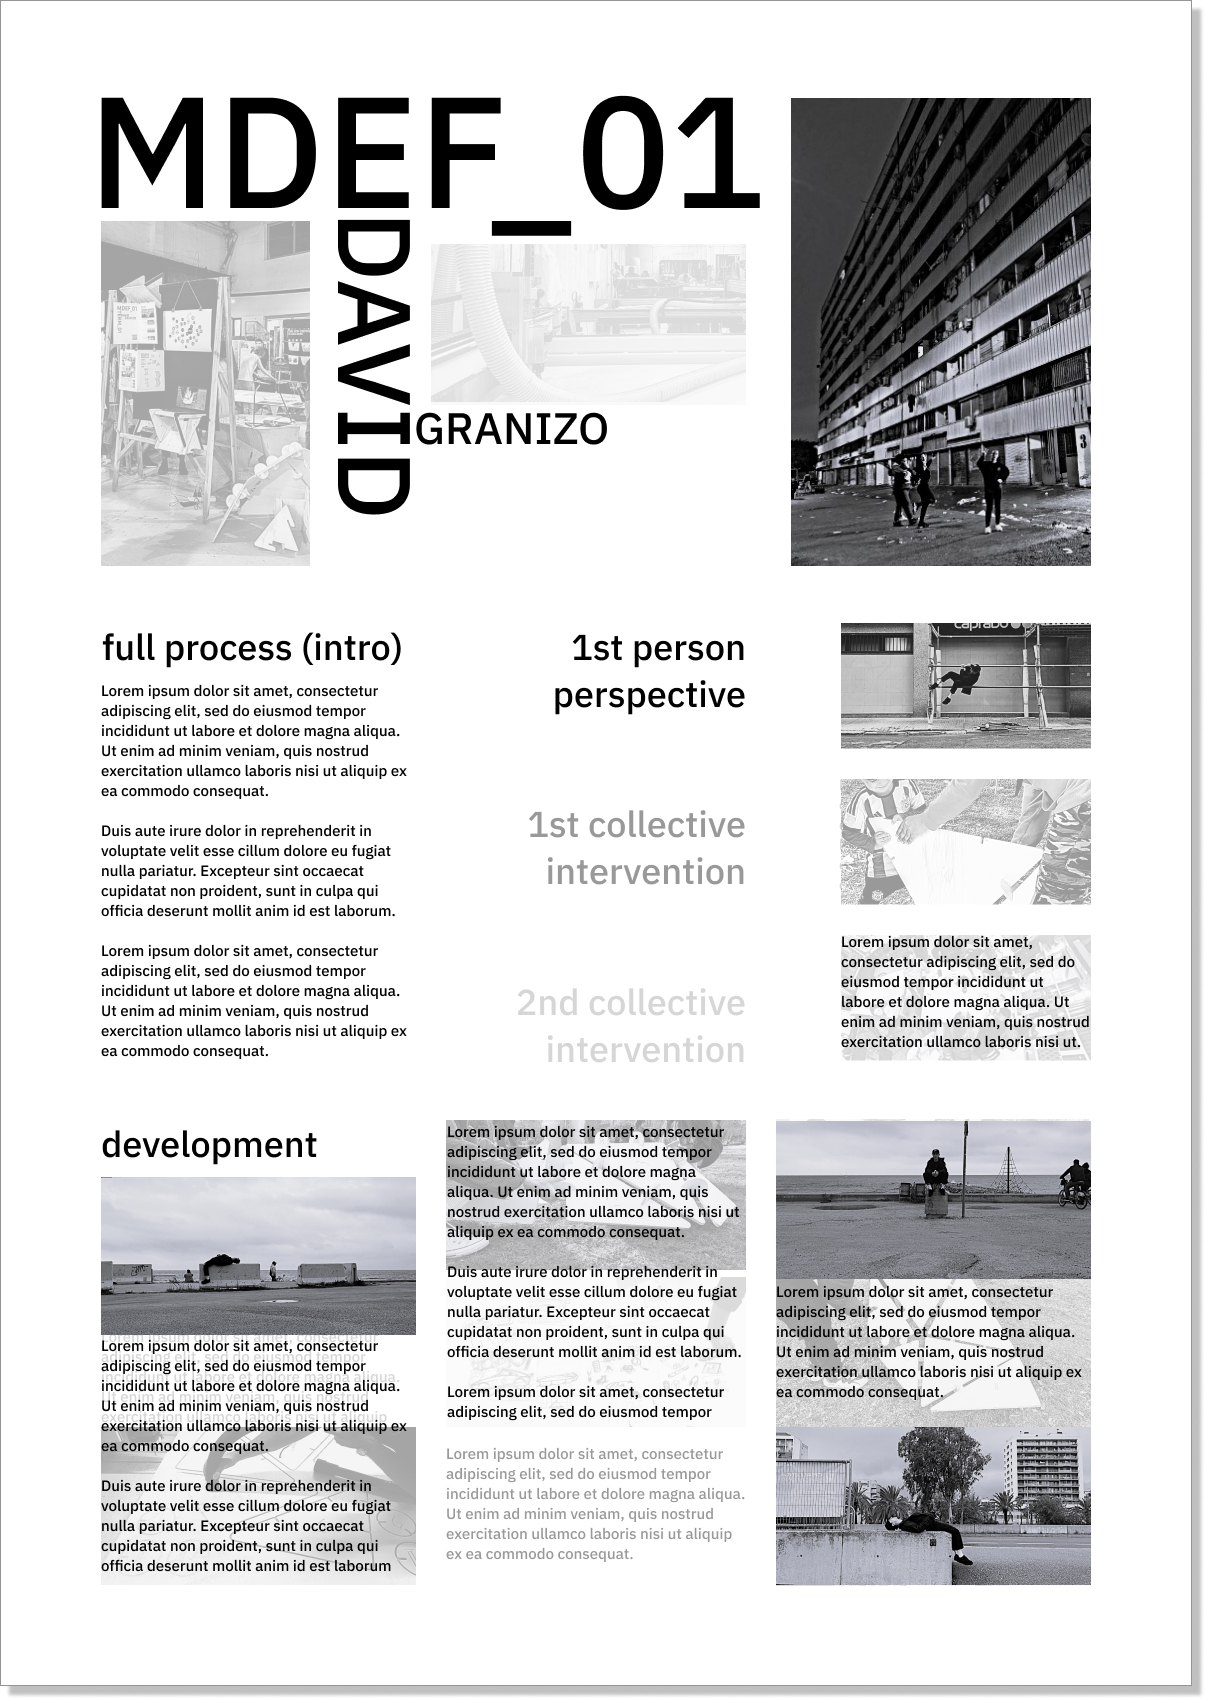 MDEF_01
DAVID
GRANIZO
3
full process (intro)
Lorem ipsum dolor sit amet, consectetur
adipiscing elit, sed do eiusmod tempor
incididunt ut labore et dolore magna aliqua.
Ut enim ad minim veniam, quis nostrud
exercitation ullamco laboris nisi ut aliquip ex
ea commodo consequat.
Duis aute irure dolor in reprehenderit in
voluptate velit esse cillum dolore eu fugiat
nulla pariatur. Excepteur sint occaecat
cupidatat non proident, sunt in culpa qui
officia deserunt mollit anim id est laborum.
Lorem ipsum dolor sit amet, consectetur
adipiscing elit, sed do eiusmod tempor
incididunt ut labore et dolore magna aliqua.
Ut enim ad minim veniam, quis nostrud
exercitation ullamco laboris nisi ut aliquip ex
ea commodo consequat.
1st person
perspective
1st collective
intervention
2nd collective
intervention
caprabo
Lorem ipsum dolor sit amet,
consectetur adipiscing elit, sed do
eiusmod tempor incididunt ut
labore et dolore magna aliqua. Ut
enim ad minim veniam, quis nostrud
exercitation ullamco laboris nisi ut.
development
Lorem ipsum dolor sit amet, consectetur
adipiscing elit, sed do eiusmod tempor
incididunt ut labore et dolore magna aliqua.
Ut enim ad minim veniam, quis nostrud
exercitation ullamco laboris nisi ut aliquip ex
ea commodo consequat.
Duis aute irure dolor in reprehenderit in
voluptate velit esse cillum dolore eu fugiat
nulla pariatur. Excepteur sint occaecat
cupidatat non proident, sunt in culpa qui
officia deserunt mollit anim id est laborum
Lorem ipsum dolor sit amet, consectetur
adipiscing elit, sed do eiusmod tempor
incididunt ut labore et dolore magna
aliqua. Ut enim ad minim veniam, quis
nostrud exercitation ullamco laboris nisi ut
aliquip ex ea commodo consequat.
Duis aute irure dolor in reprehenderit in
voluptate velit esse cillum dolore eu fugiat
nulla pariatur. Excepteur sint occaecat
cupidatat non proident, sunt in culpa qui
officia deserunt mollit anim id est laborum.
Lorem ipsum dolor sit amet, consectetur
adipiscing elit, sed do eiusmod tempor
Lorem ipsum dolor sit amet, consectetur
adipiscing elit, sed do eiusmod tempor
incididunt ut labore et dolore magna aliqua.
Ut enim ad minim veniam, quis nostrud
exercitation ullamco laboris nisi ut aliquip
ex ea commodo consequat.
Lorem ipsum dolor sit amet, consectetur
adipiscing elit, sed do eiusmod tempor
incididunt ut labore et dolore magna aliqua.
Ut enim ad minim veniam, quis nostrud
exercitation ullamco laboris nisi ut aliquip ex
ea commodo consequat.